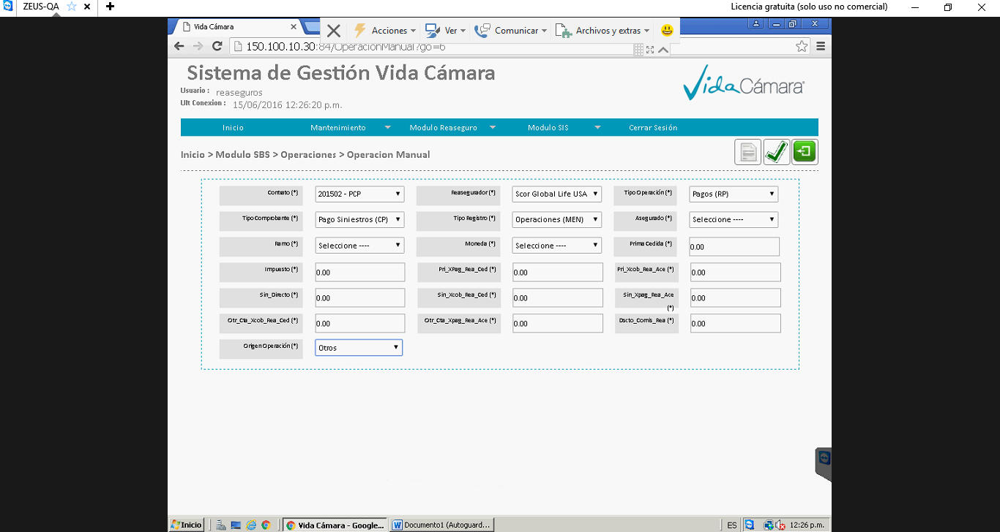 ZEUS-QA
Licencia gratuita (solo uso no comercial)
Vida Cámara
Acciones
Ver
Comunicar
Archivos y extras
150.100.10.30:84/OperacionManual?go=6
Sistema de Gestión Vida Cámara
Usuario : reaseguros
Ult Conexion : 15/06/2016 12:26:20 p.m.
VidaCámara®
Inicio Mantenimiento Modulo Reaseguro Modulo SIS Cerrar Sesión
Inicio > Modulo SBS > Operaciones > Operacion Manual
Contrato (*) 201502 - PCP Reasegurador (*) Scor Global Life USA Tipo Operación (*) Pagos (RP)
Tipo Comprobante (*) Pago Siniestros (CP) Tipo Registro (*) Operaciones (MEN) Asegurado (*) Seleccione ----
Ramo (*) Seleccione ---- Moneda (*) Seleccione ---- Prima Cedida (*) 0.00
Impuesto (*) 0.00 Pri_XPag_Rea_Ced (*) 0.00 Pri_Xcob_Rea_Ace (*) 0.00
Sin_Directo (*) 0.00 Sin_Xcob_Rea_Ced (*) 0.00 Sin_Xpag_Rea_Ace (*) 0.00
Otr_Cta_Xcob_Rea_Ced (*) 0.00 Otr_Cta_Xpag_Rea_Ace (*) 0.00 Dscto_Comis_Rea (*) 0.00
Origen Operación (*) Otros
Inicio
Vida Cámara - Google...
Documento1 (Autoguard...
ES
12:26 p.m.